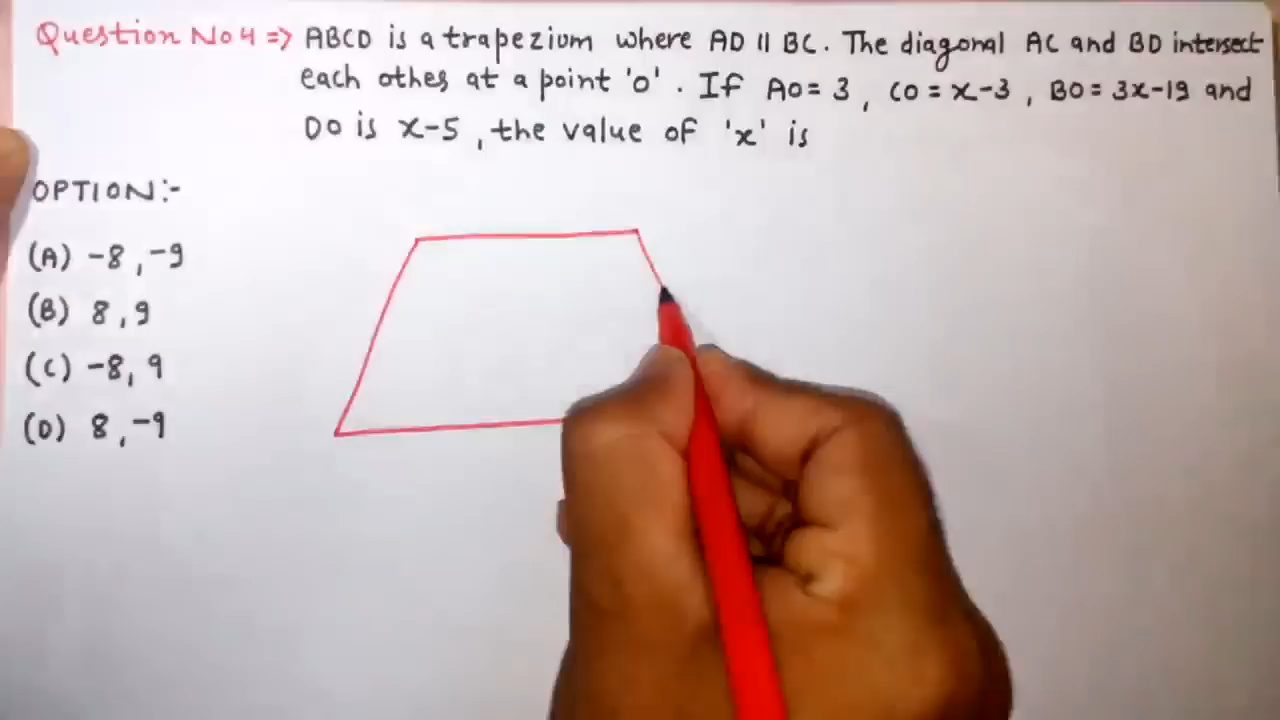 Question No 4 => ABCD is a trapezium where AD || BC. The diagonal AC and BD intersect
each othes at a point 'O'. If AO = 3, CO = x-3, BO = 3x-19 and
DO is x-5, the value of 'x' is
OPTION:-
(A) -8, -9
(B) 8, 9
(C) -8, 9
(D) 8, -9